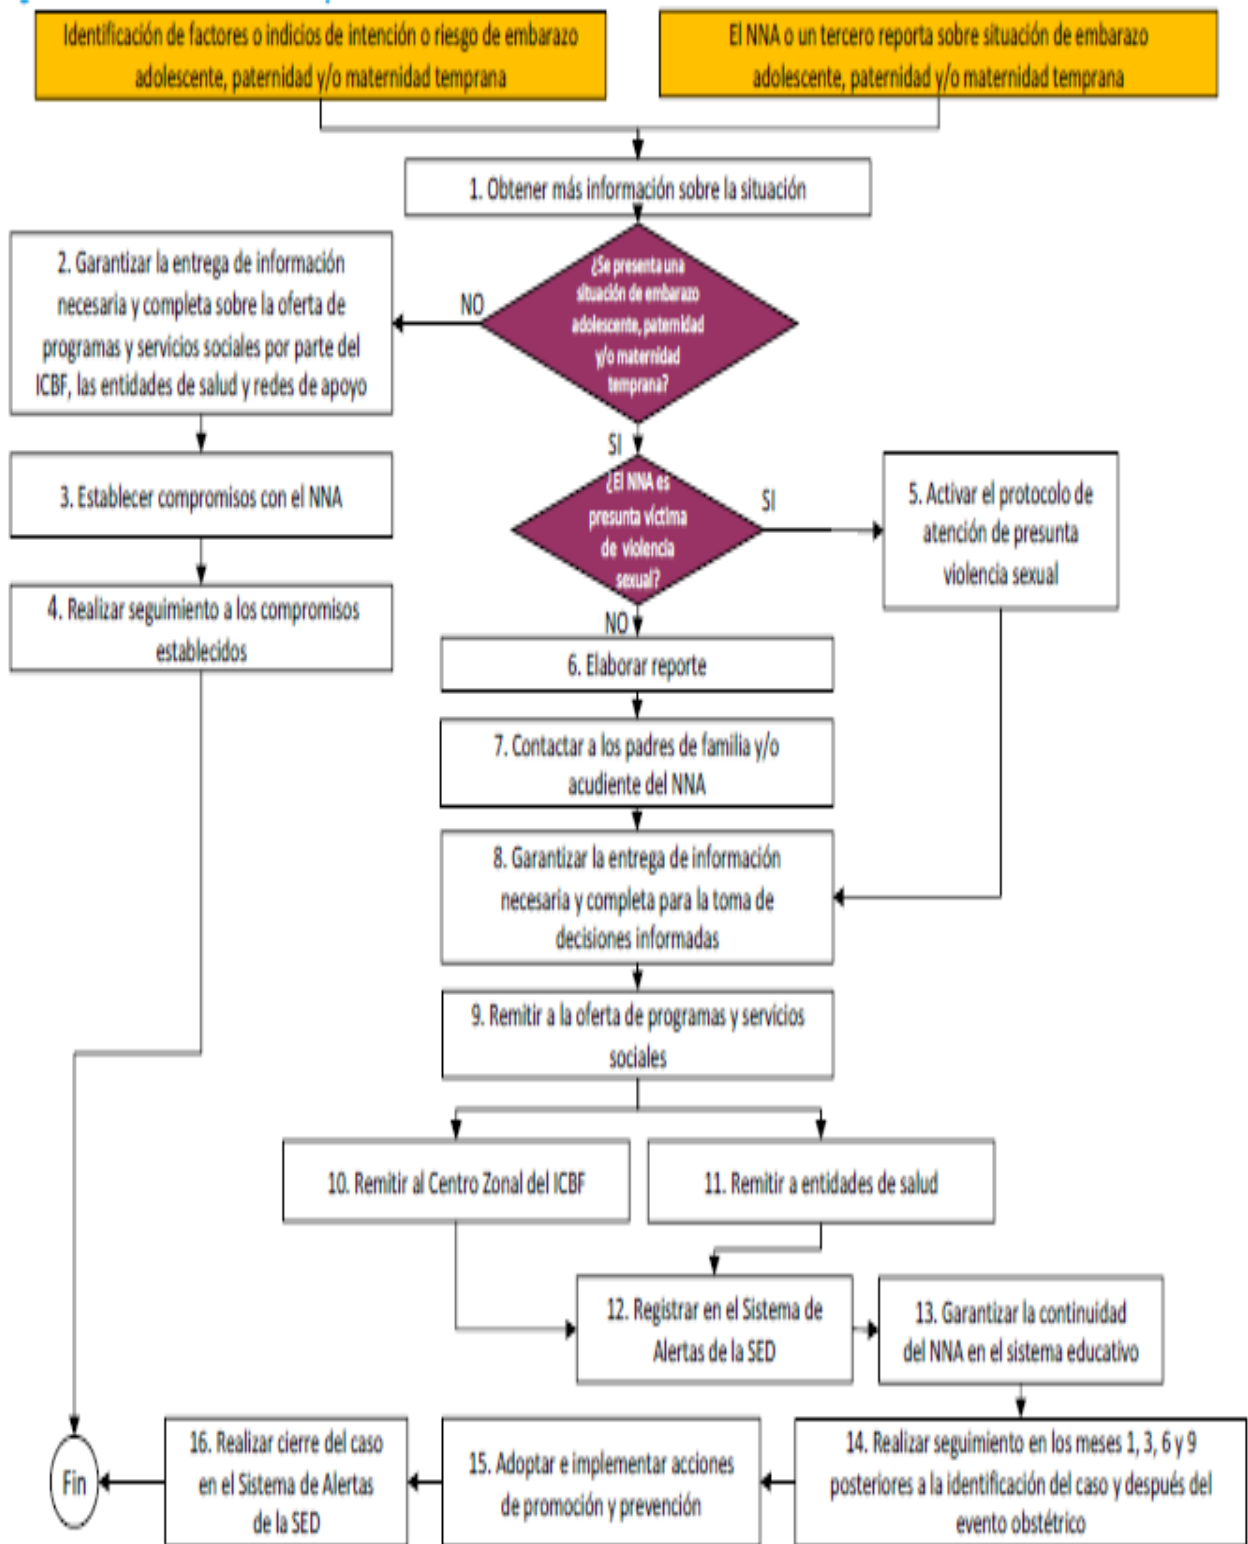 Identificación de factores o indicios de intención o riesgo de embarazo
adolescente, paternidad y/o maternidad temprana
El NNA o un tercero reporta sobre situación de embarazo
adolescente, paternidad y/o maternidad temprana
1. Obtener más información sobre la situación
¿Se presenta una
situación de embarazo
adolescente, paternidad
y/o maternidad
temprana?
NO
2. Garantizar la entrega de información
necesaria y completa sobre la oferta de
programas y servicios sociales por parte del
ICBF, las entidades de salud y redes de apoyo
3. Establecer compromisos con el NNA
4. Realizar seguimiento a los compromisos
establecidos
SI
¿El NNA es
presunta víctima
de violencia
sexual?
SI
5. Activar el protocolo de
atención de presunta
violencia sexual
NO
6. Elaborar reporte
7. Contactar a los padres de familia y/o
acudiente del NNA
8. Garantizar la entrega de información
necesaria y completa para la toma de
decisiones informadas
9. Remitir a la oferta de programas y servicios
sociales
10. Remitir al Centro Zonal del ICBF
11. Remitir a entidades de salud
12. Registrar en el Sistema de
Alertas de la SED
13. Garantizar la continuidad
del NNA en el sistema educativo
14. Realizar seguimiento en los meses 1, 3, 6 y 9
posteriores a la identificación del caso y después del
evento obstétrico
15. Adoptar e implementar acciones
de promoción y prevención
16. Realizar cierre del caso
en el Sistema de Alertas
de la SED
Fin